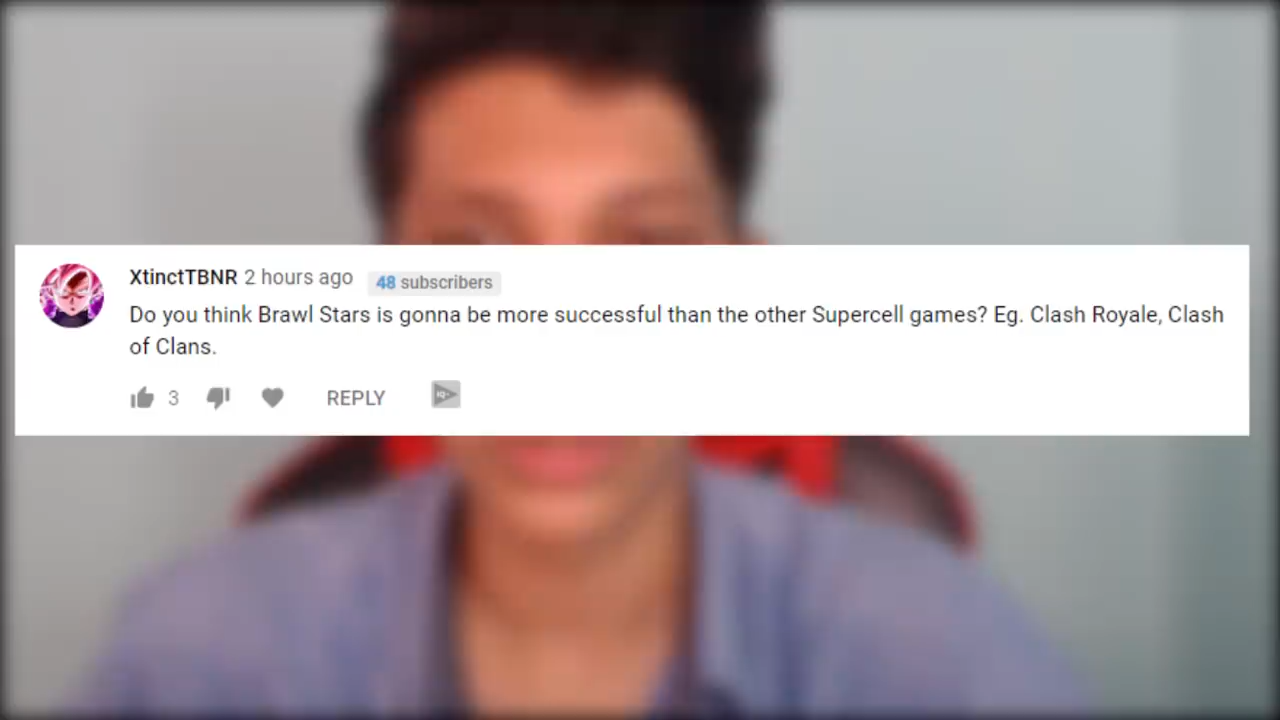 XtinctTBNR 2 hours ago 48 subscribers
Do you think Brawl Stars is gonna be more successful than the other Supercell games? Eg. Clash Royale, Clash
of Clans.
3 REPLY